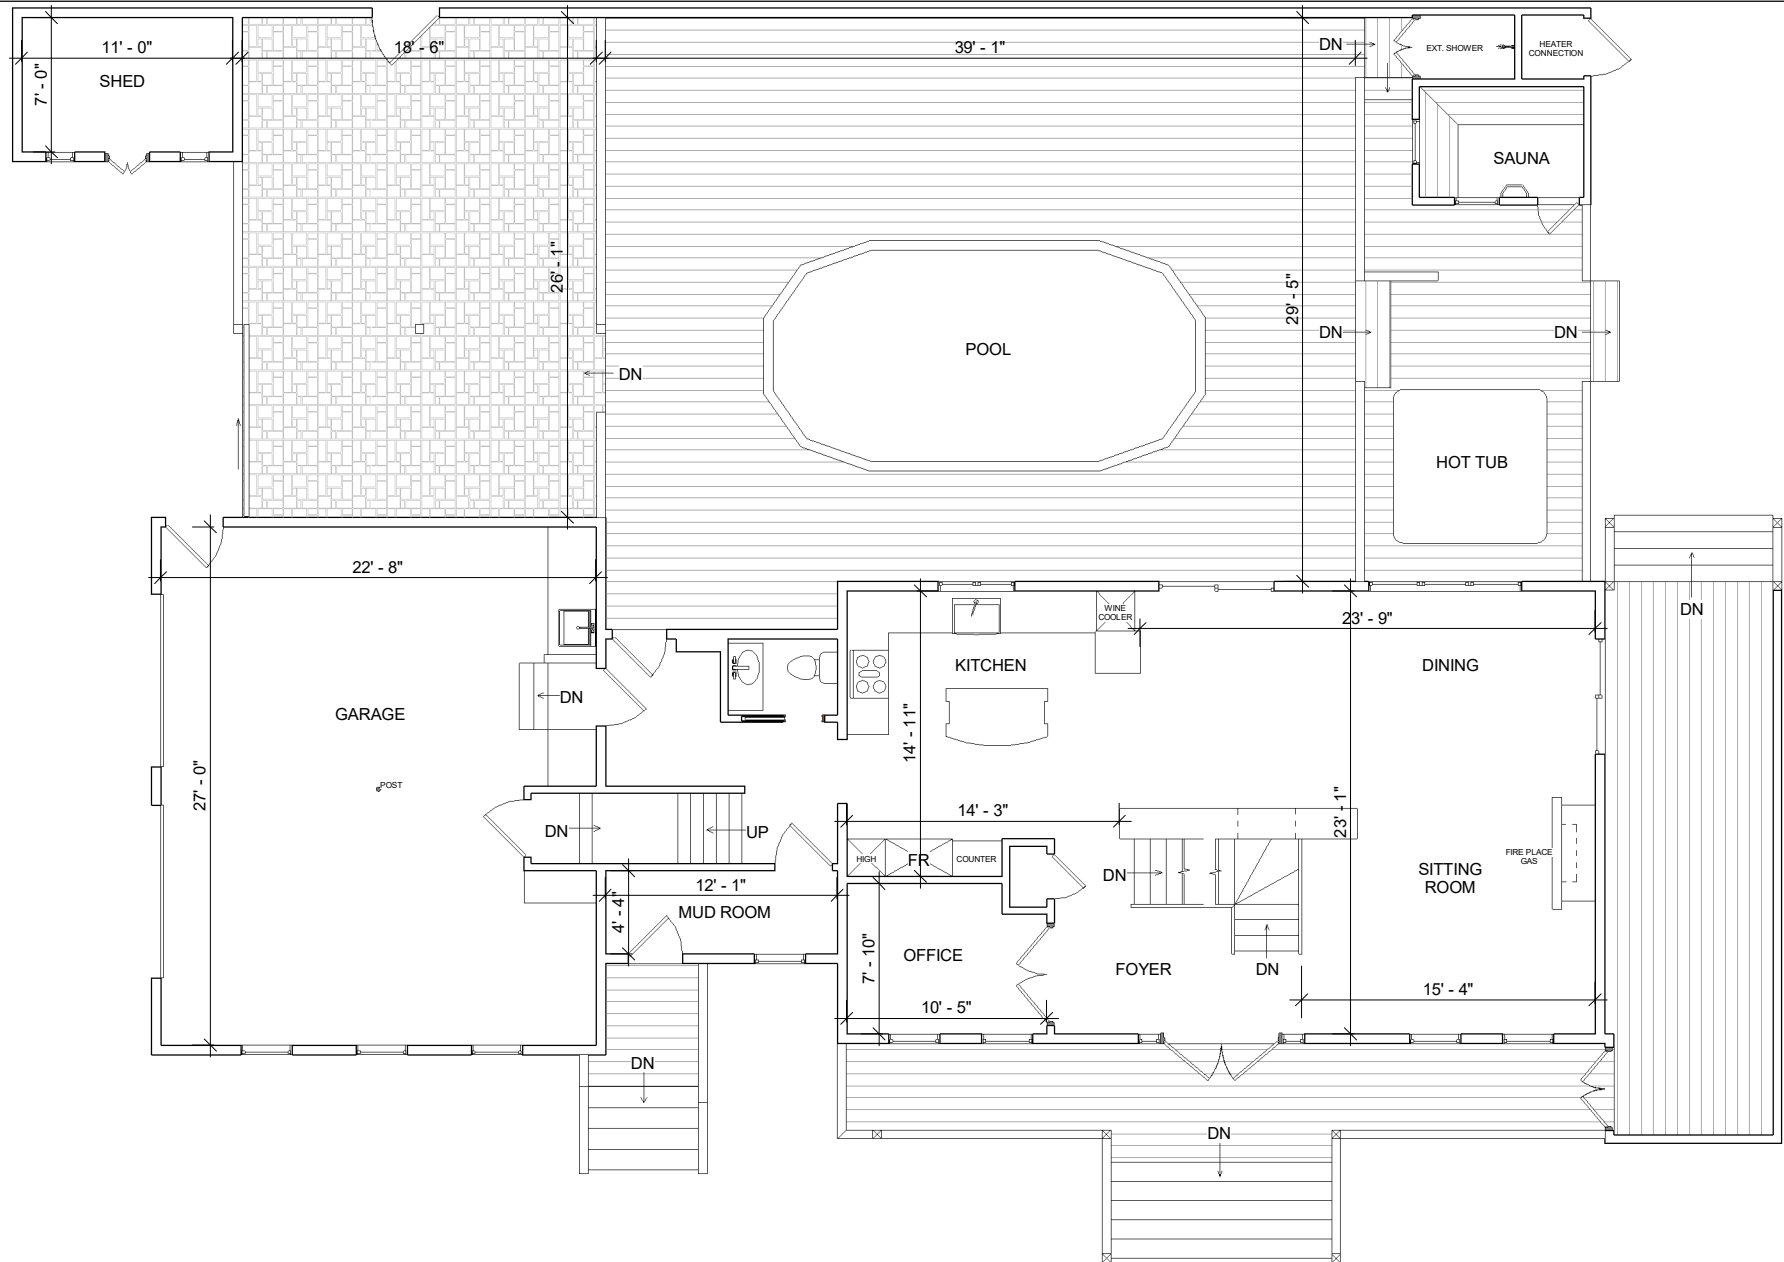 11' - 0"
18' - 6"
39' - 1"
DN
EXT. SHOWER
HEATER
CONNECTION
7' - 0"
SHED
SAUNA
26' - 1"
29' - 5"
DN
DN
POOL
DN
HOT TUB
22' - 8"
DN
WINE
COOLER
23' - 9"
KITCHEN
DINING
DN
GARAGE
14' - 11"
POST
27' - 0"
14' - 3"
23' - 1"
DN
UP
HIGH
FR
COUNTER
FIRE PLACE
GAS
DN
SITTING
ROOM
12' - 1"
MUD ROOM
4' - 4"
OFFICE
7' - 10"
FOYER
DN
15' - 4"
10' - 5"
DN
DN